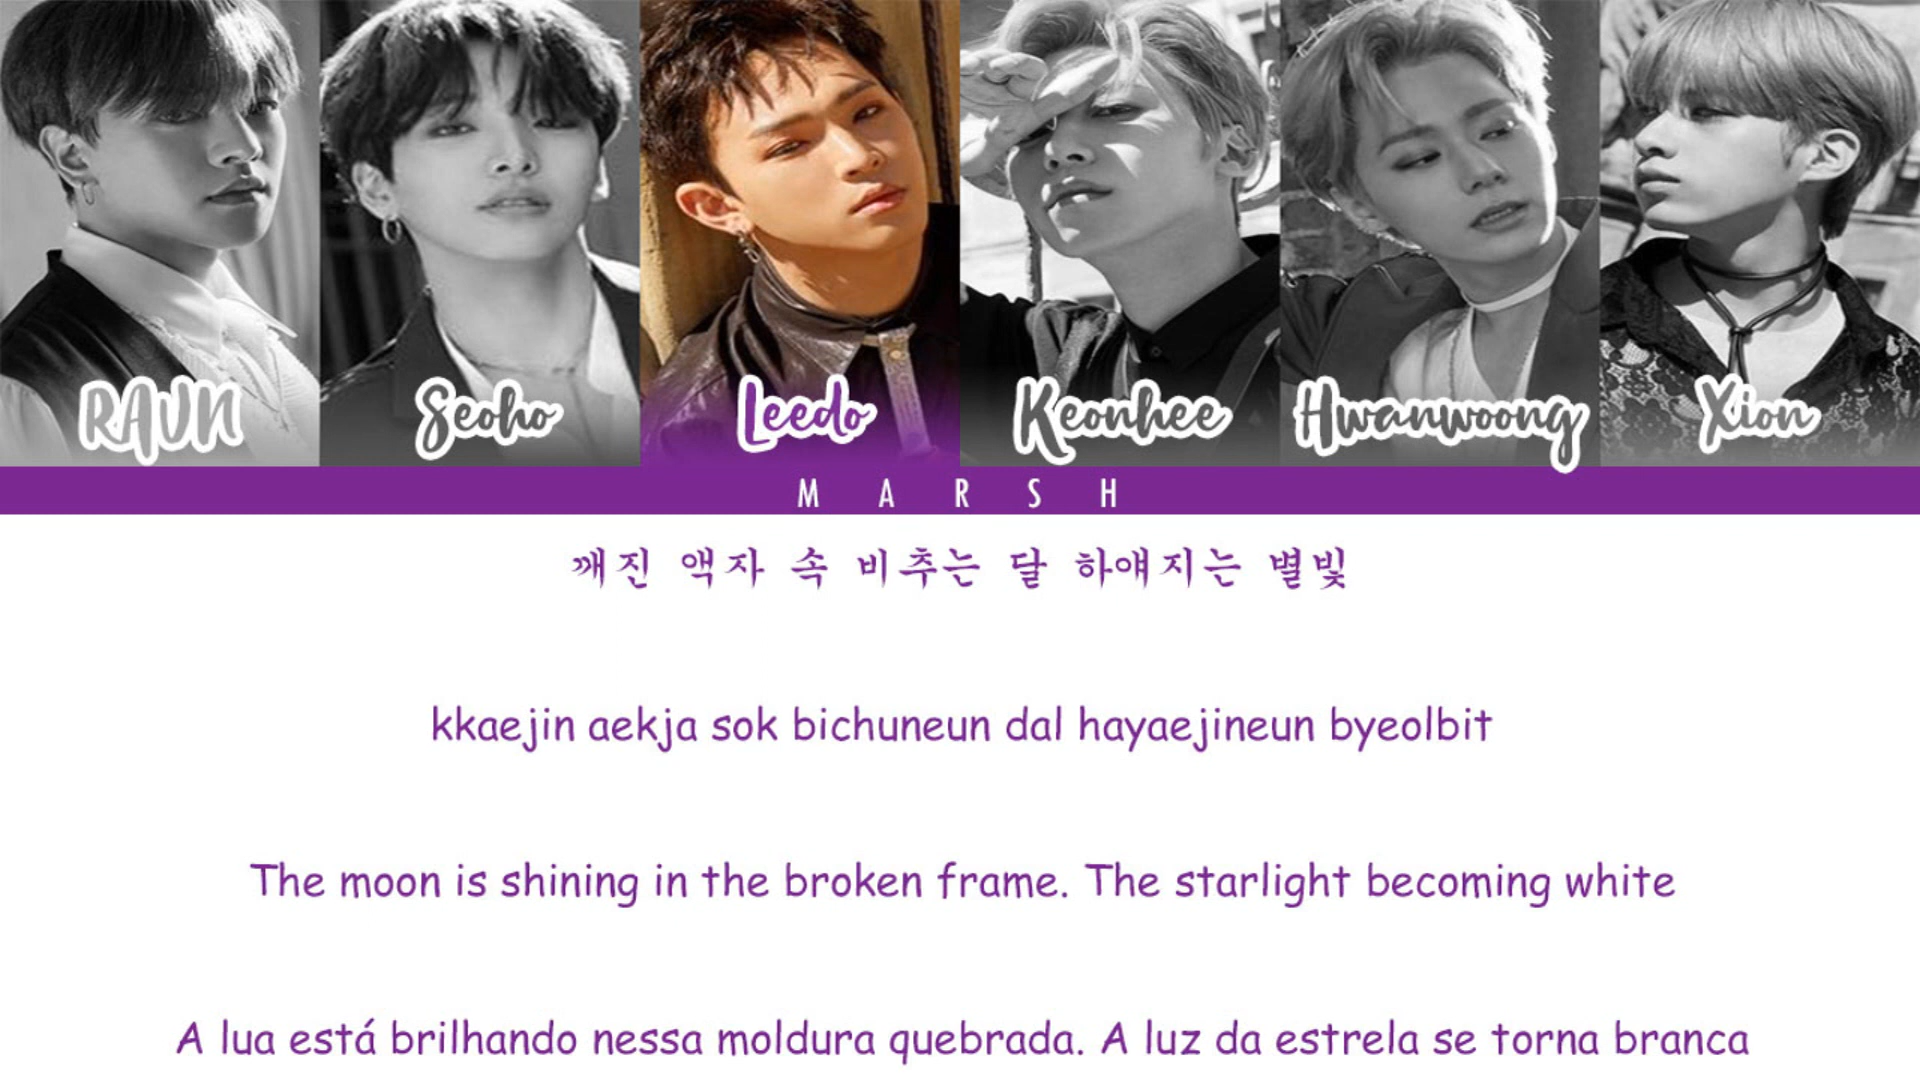 RAVN Seoho Leedo Keonhee Hwanwoong Xion
MARSH
깨진 액자 속 비추는 달 하얘지는 별빛
kkaejin aekja sok bichuneun dal hayaejineun byeolbit
The moon is shining in the broken frame. The starlight becoming white
A lua está brilhando nessa moldura quebrada. A luz da estrela se torna branca